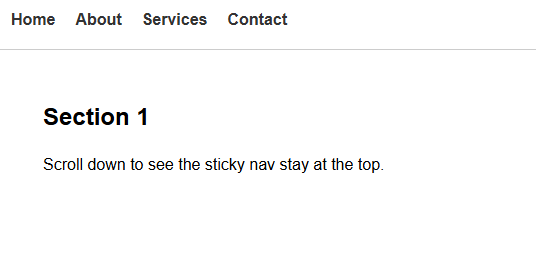 Home About Services Contact
Section 1
Scroll down to see the sticky nav stay at the top.